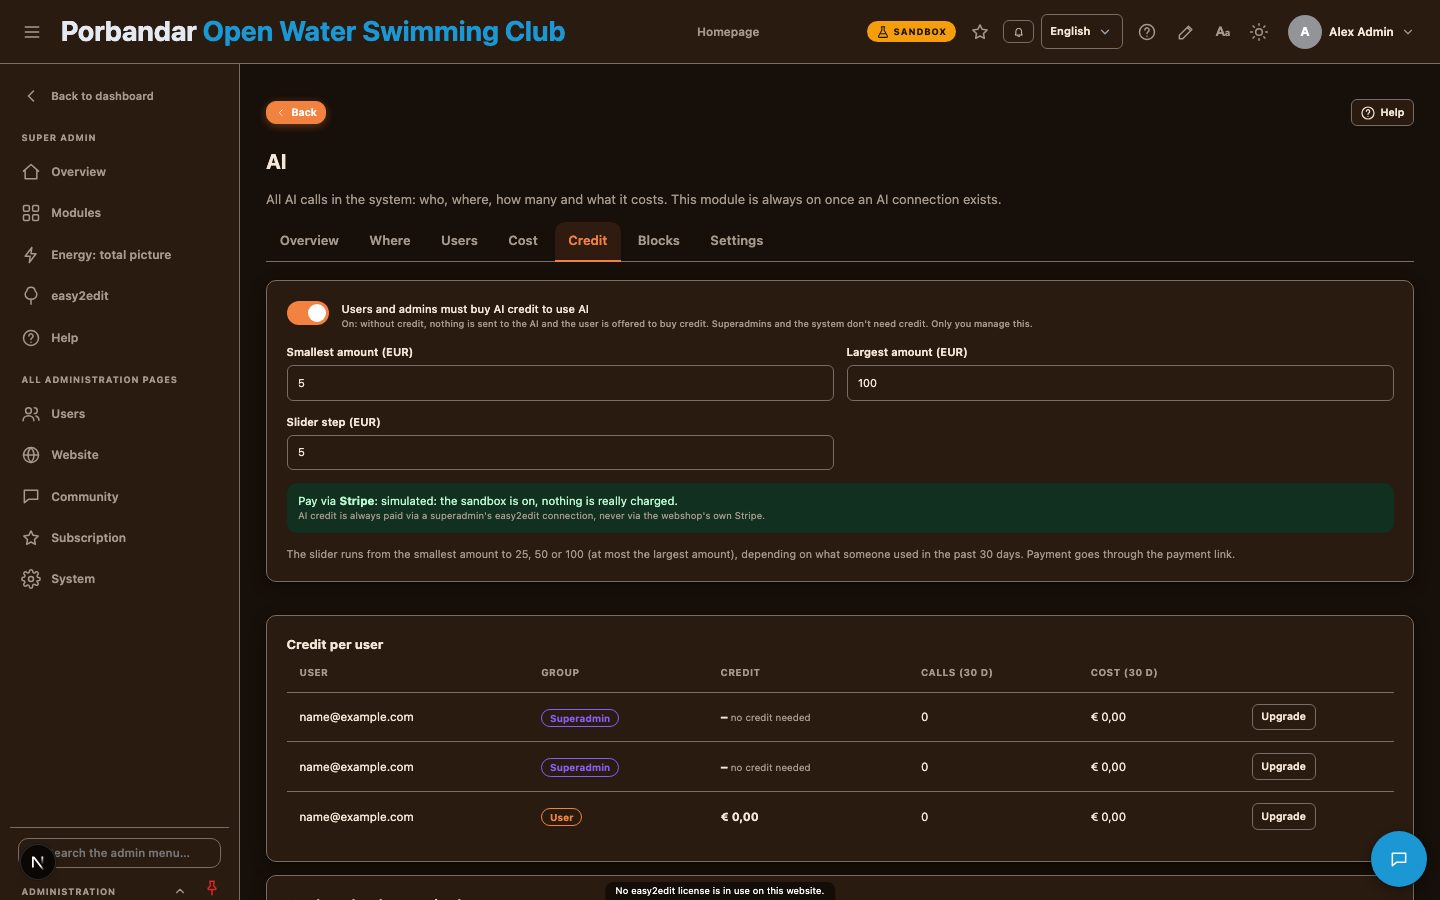 Porbandar Open Water Swimming Club
Homepage
SANDBOX
English
Aa
A
Alex Admin
Back to dashboard
SUPER ADMIN
Overview
Modules
Energy: total picture
easy2edit
Help
ALL ADMINISTRATION PAGES
Users
Website
Community
Subscription
System
earch the admin menu...
N
ADMINISTRATION
Back
Help
AI
All AI calls in the system: who, where, how many and what it costs. This module is always on once an AI connection exists.
Overview Where Users Cost Credit Blocks Settings
Users and admins must buy AI credit to use AI
On: without credit, nothing is sent to the AI and the user is offered to buy credit. Superadmins and the system don't need credit. Only you manage this.
Smallest amount (EUR) Largest amount (EUR)
5 100
Slider step (EUR)
5
Pay via Stripe: simulated: the sandbox is on, nothing is really charged.
AI credit is always paid via a superadmin's easy2edit connection, never via the webshop's own Stripe.
The slider runs from the smallest amount to 25, 50 or 100 (at most the largest amount), depending on what someone used in the past 30 days. Payment goes through the payment link.
Credit per user
USER GROUP CREDIT CALLS (30 D) COST (30 D)
name@example.com Superadmin – no credit needed 0 € 0,00 Upgrade
name@example.com Superadmin – no credit needed 0 € 0,00 Upgrade
name@example.com User € 0,00 0 € 0,00 Upgrade
No easy2edit license is in use on this website.